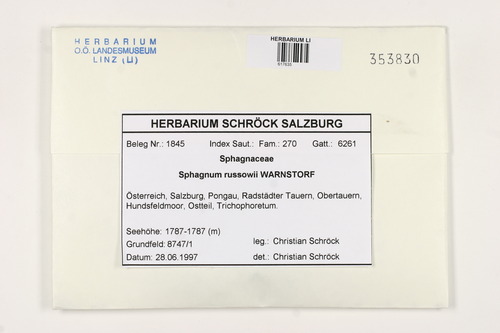 HERBARIUM
O.Ö. LANDESMUSEUM
LINZ (LI)
HERBARIUM LI
353830
HERBARIUM SCHRÖCK SALZBURG
Beleg Nr.: 1845 Index Saut.: Fam.: 270 Gatt.: 6261
Sphagnaceae
Sphagnum russowii WARNSTORF
Österreich, Salzburg, Pongau, Radstädter Tauern, Obertauern,
Hundsfeldmoor, Ostteil, Trichophoretum.
Seehöhe: 1787-1787 (m)
Grundfeld: 8747/1 leg.: Christian Schröck
Datum: 28.06.1997 det.: Christian Schröck